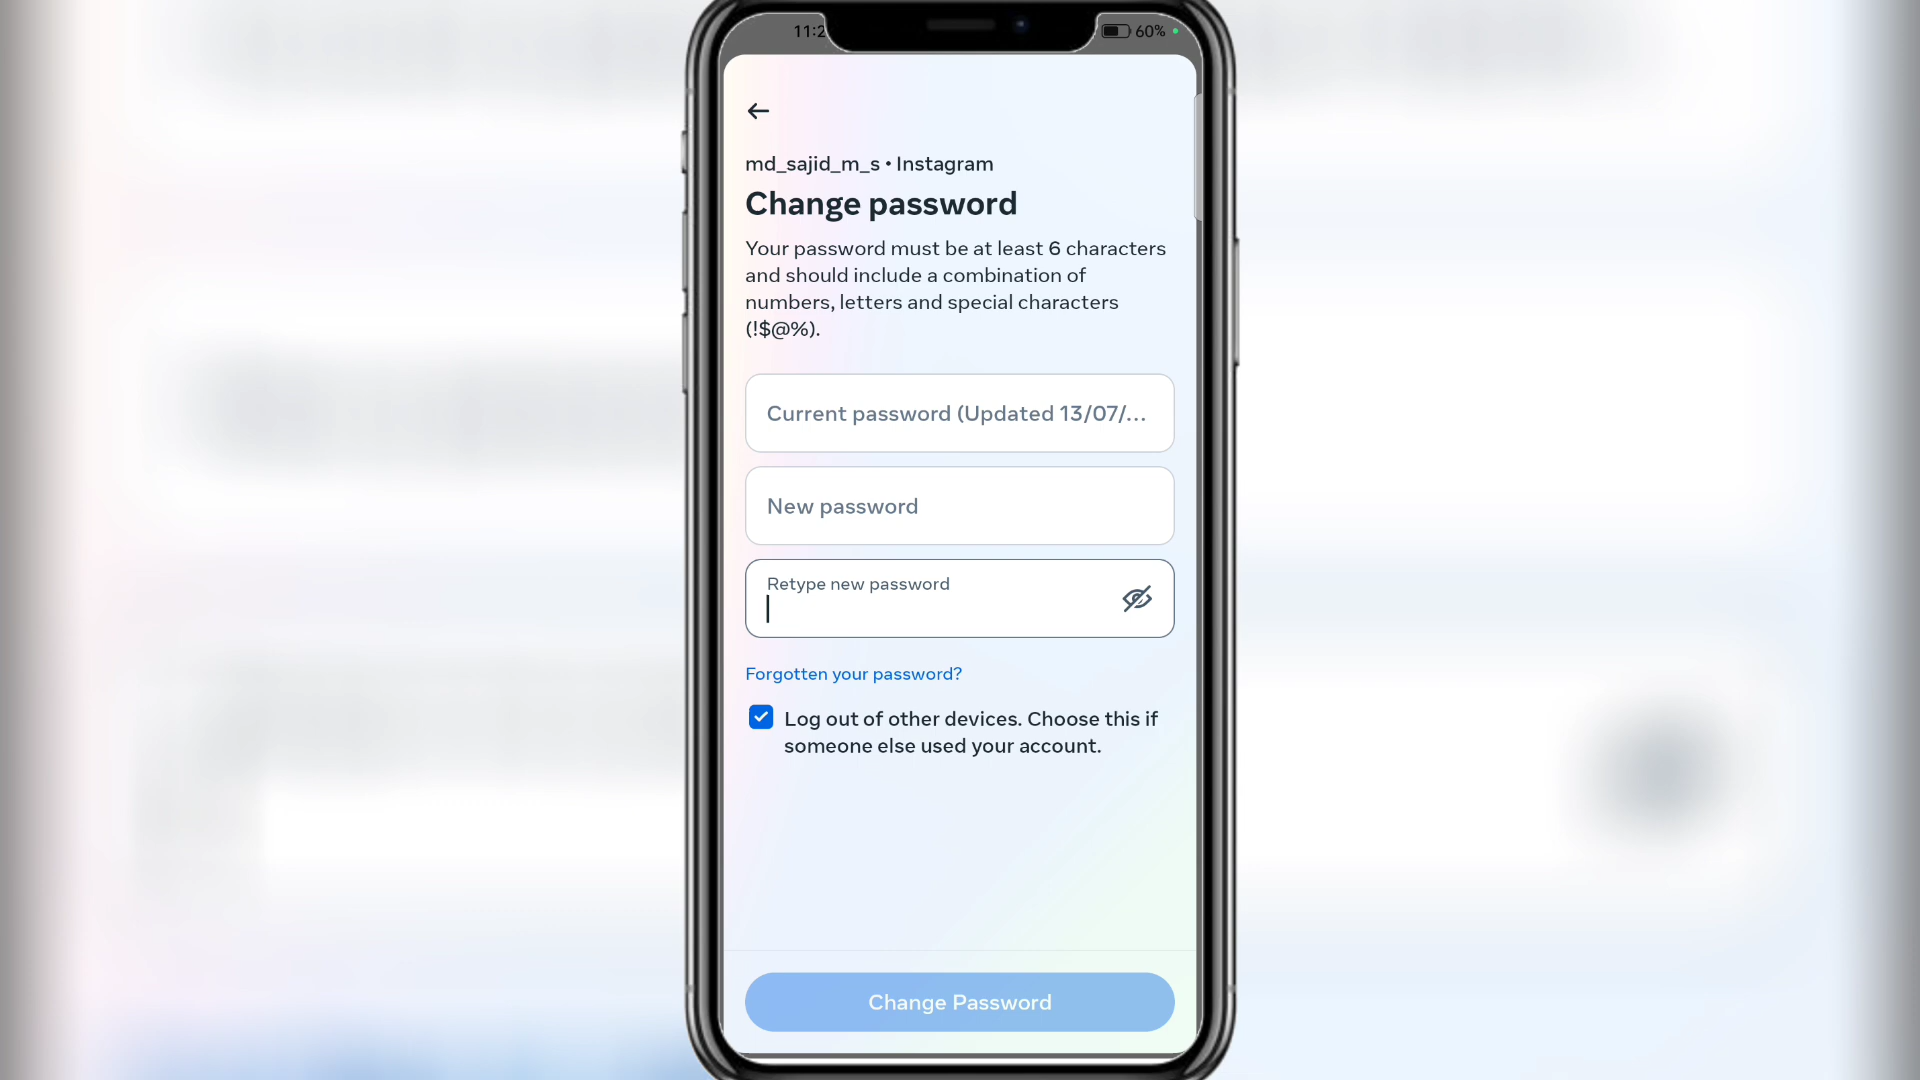 11:2
60%
md_sajid_m_s • Instagram
Change password
Your password must be at least 6 characters
and should include a combination of
numbers, letters and special characters
(!$@%).
Current password (Updated 13/07/...
New password
Retype new password
Forgotten your password?
Log out of other devices. Choose this if
someone else used your account.
Change Password